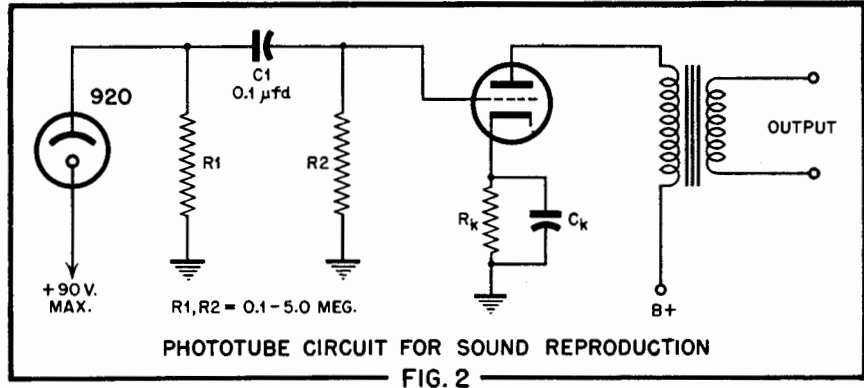 920
C1
0.1 µfd
R1
R2
Rk
Ck
OUTPUT
+90 V.
MAX.
R1, R2 = 0.1-5.0 MEG.
B+
PHOTOTUBE CIRCUIT FOR SOUND REPRODUCTION
FIG. 2